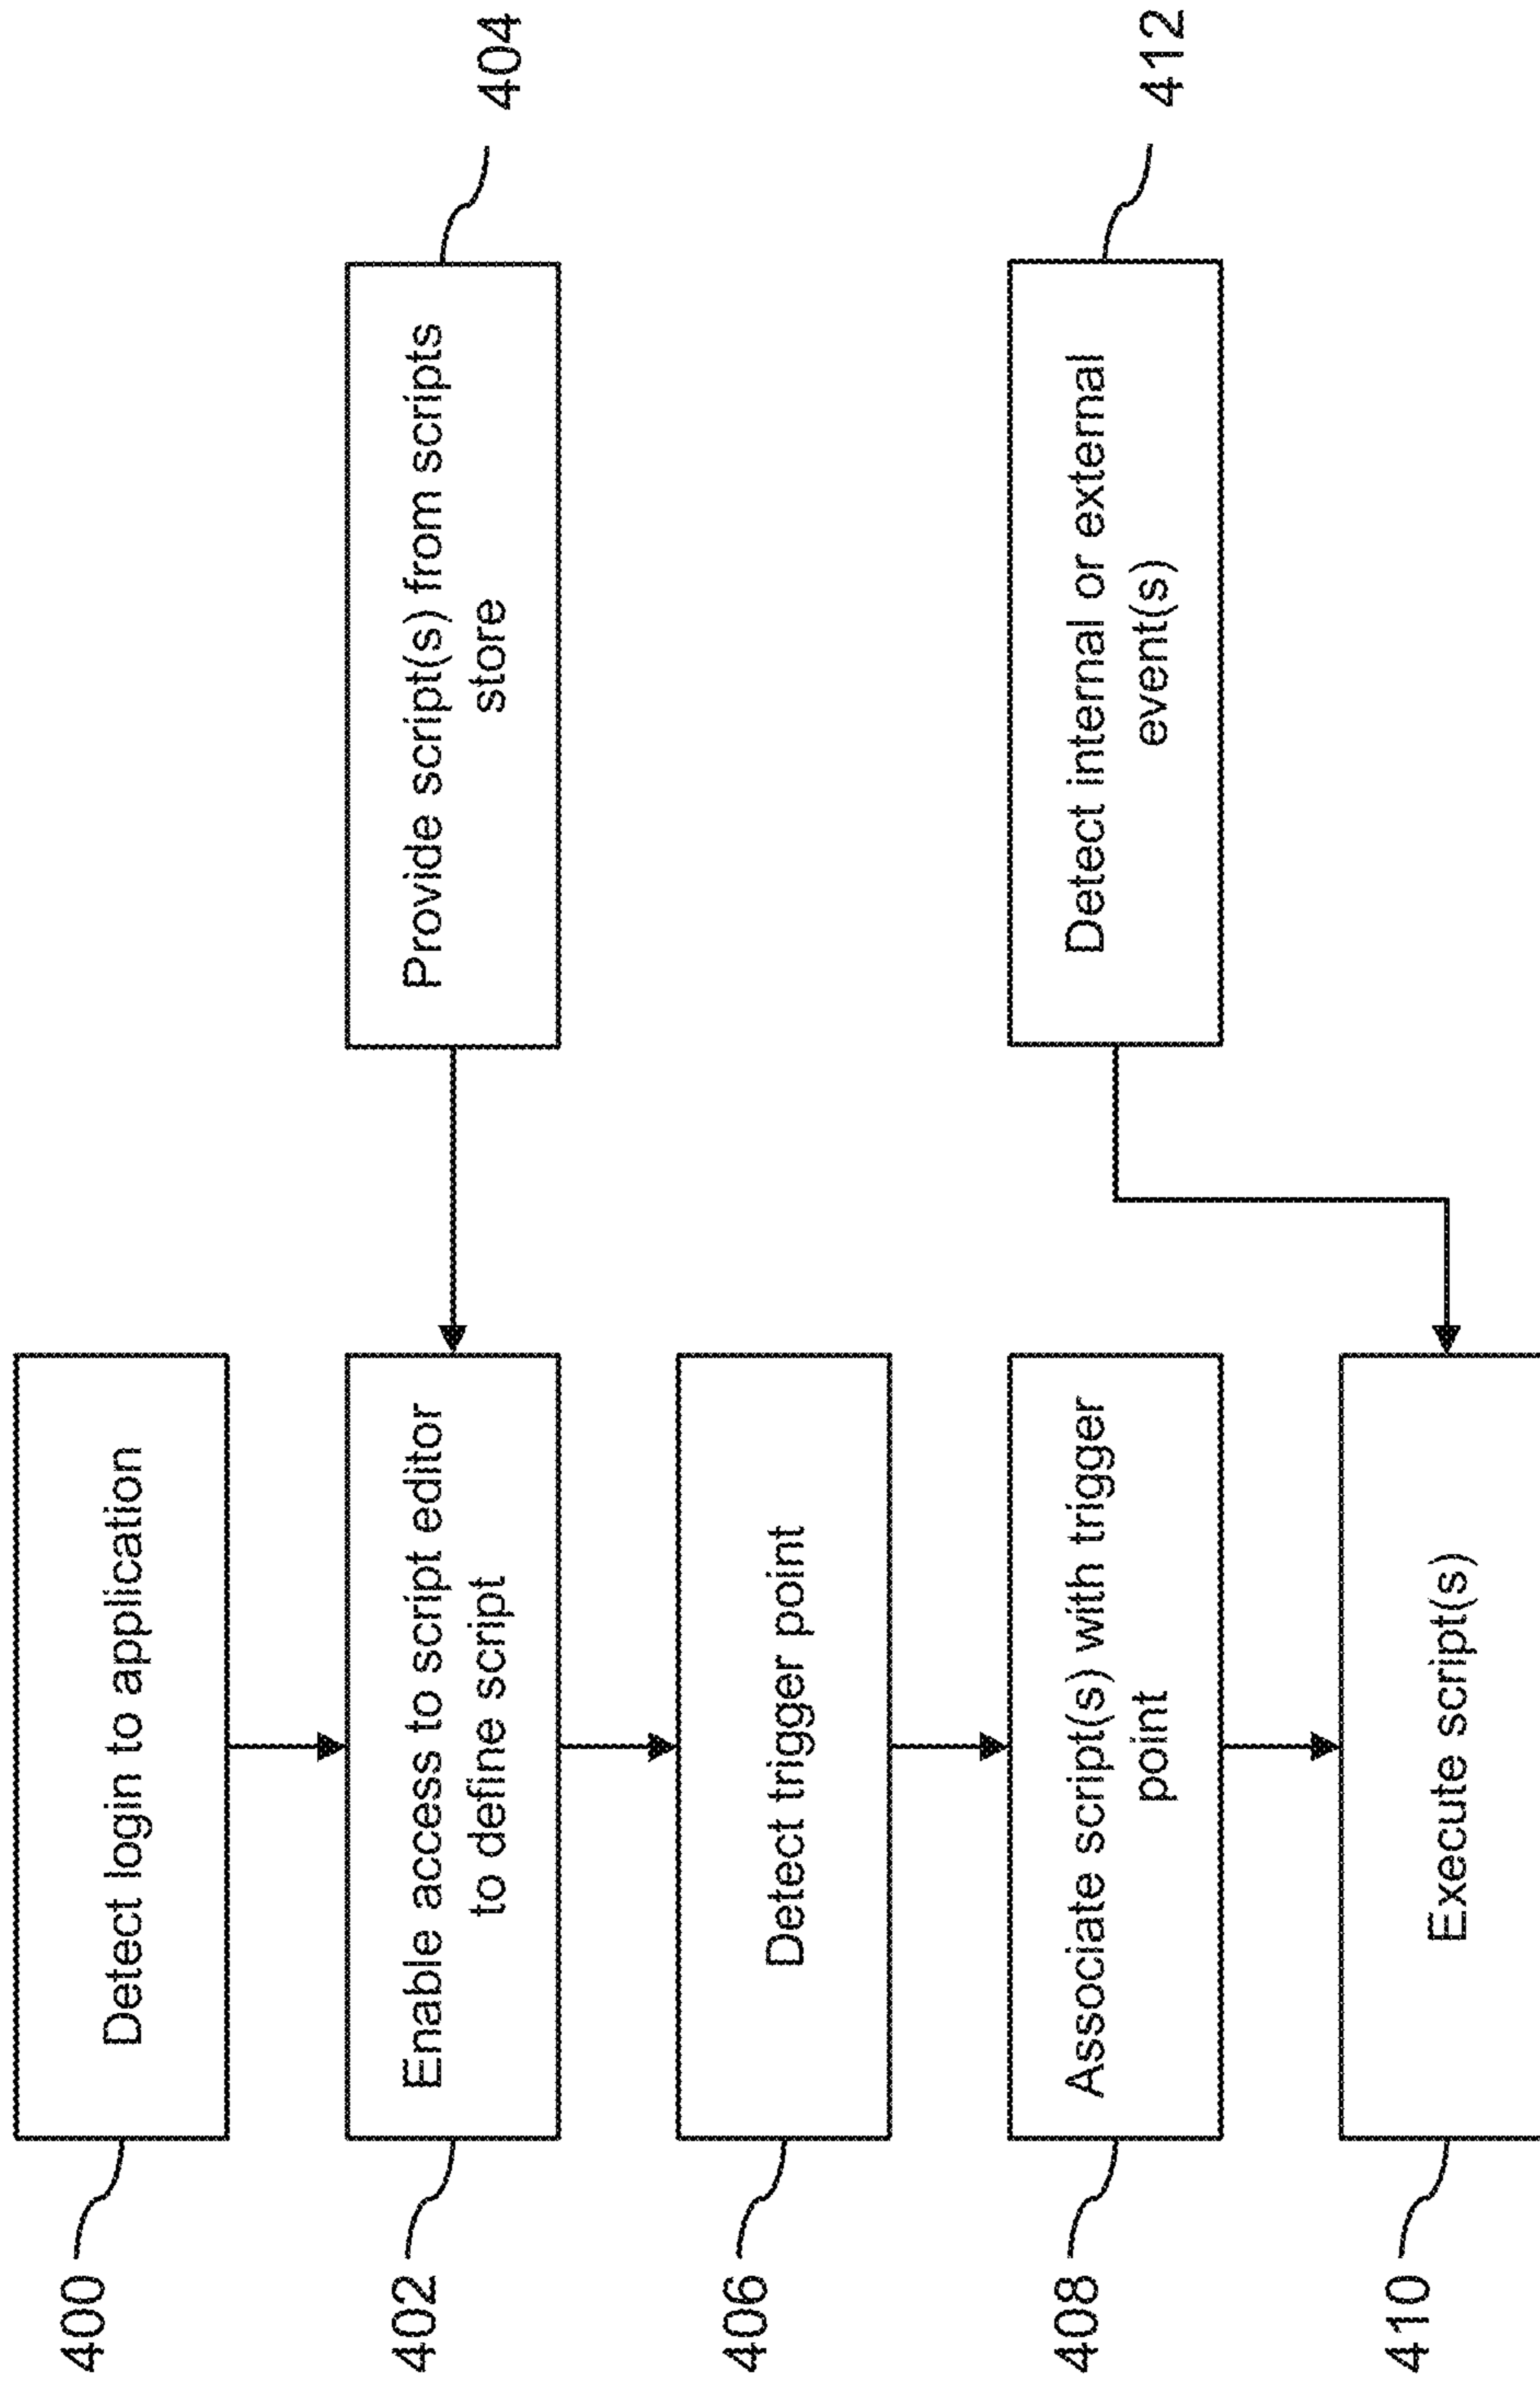 400
Detect login to application
402
Enable access to script editor
to define script
404
Provide script(s) from scripts
store
406
Detect trigger point
408
Associate script(s) with trigger
point
410
Execute script(s)
412
Detect internal or external
event(s)